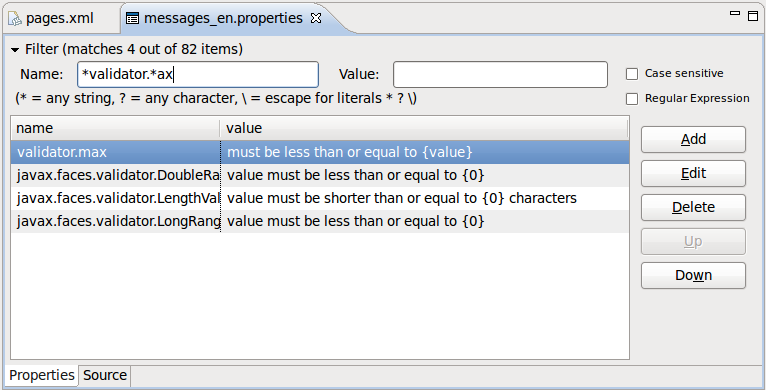 pages.xml messages_en.properties
Filter (matches 4 out of 82 items)
Name: *validator.*ax Value: Case sensitive
(* = any string, ? = any character, \ = escape for literals * ? \) Regular Expression
name value
validator.max must be less than or equal to {value}
javax.faces.validator.DoubleRa value must be less than or equal to {0}
javax.faces.validator.LengthVal value must be shorter than or equal to {0} characters
javax.faces.validator.LongRang value must be less than or equal to {0}
Add
Edit
Delete
Up
Down
Properties Source